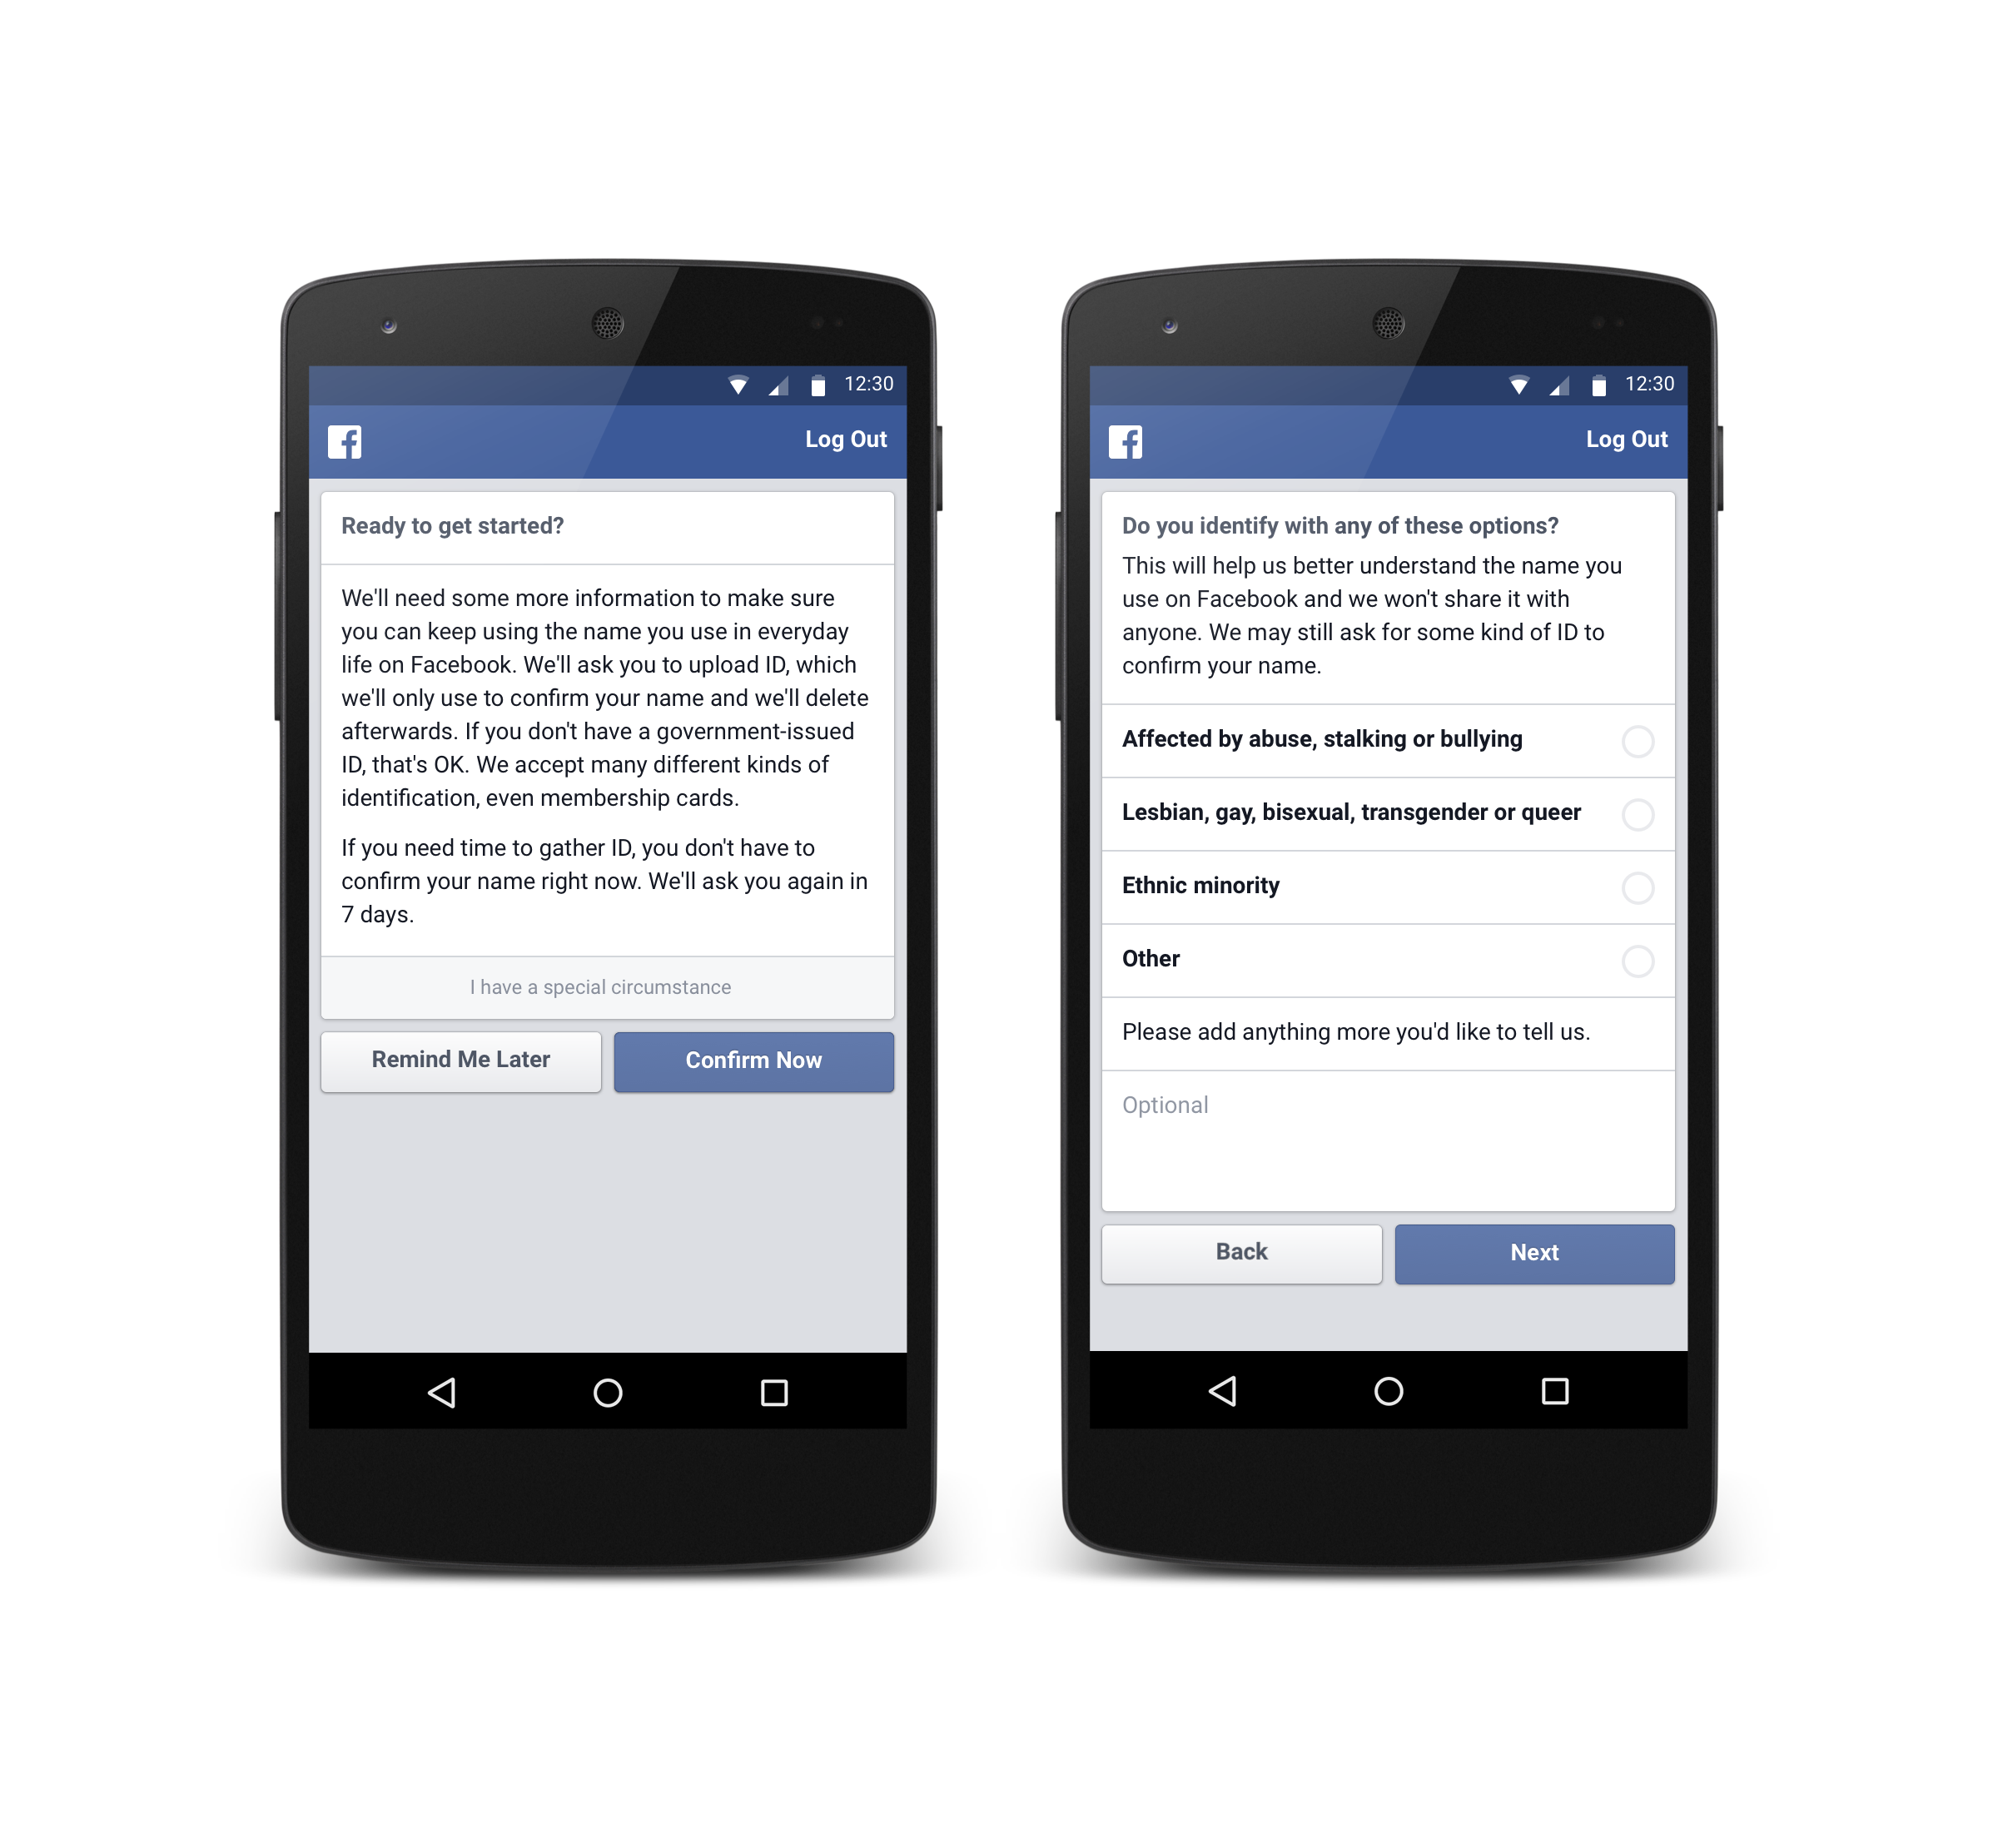 12:30
Log Out
Ready to get started?
We'll need some more information to make sure
you can keep using the name you use in everyday
life on Facebook. We'll ask you to upload ID, which
we'll only use to confirm your name and we'll delete
afterwards. If you don't have a government-issued
ID, that's OK. We accept many different kinds of
identification, even membership cards.
If you need time to gather ID, you don't have to
confirm your name right now. We'll ask you again in
7 days.
I have a special circumstance
Remind Me Later
Confirm Now
12:30
Log Out
Do you identify with any of these options?
This will help us better understand the name you
use on Facebook and we won't share it with
anyone. We may still ask for some kind of ID to
confirm your name.
Affected by abuse, stalking or bullying
Lesbian, gay, bisexual, transgender or queer
Ethnic minority
Other
Please add anything more you'd like to tell us.
Optional
Back
Next